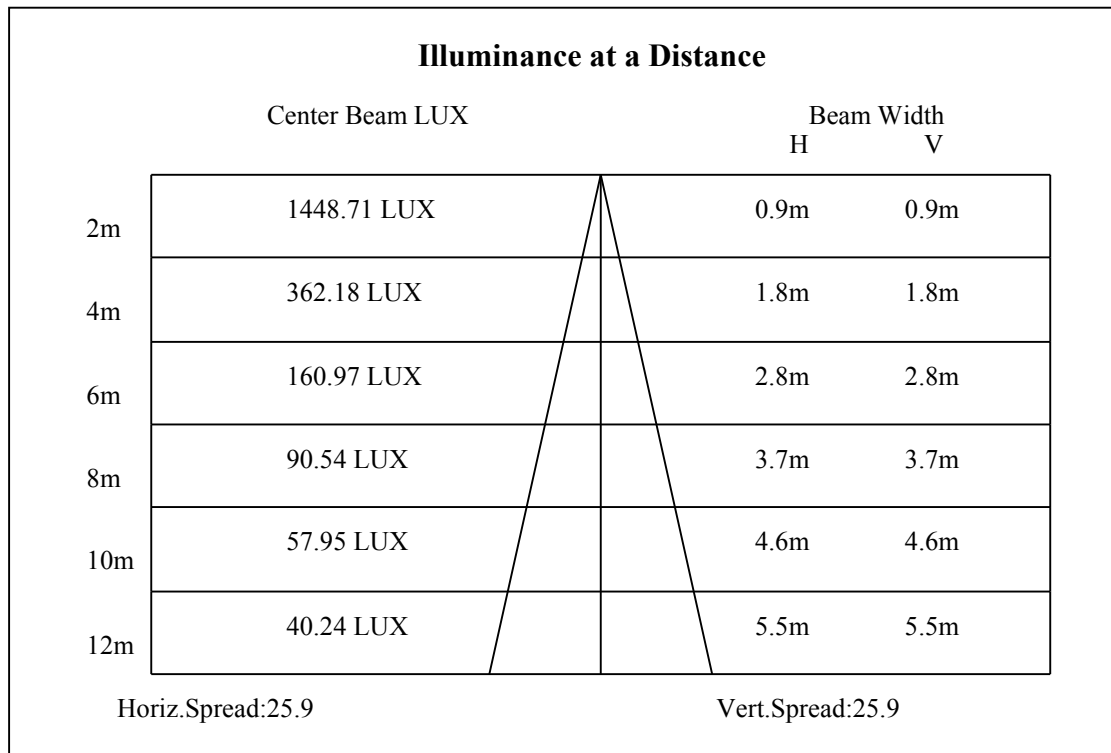 Illuminance at a Distance
Center Beam LUX Beam Width
H V
2m 1448.71 LUX 0.9m 0.9m
4m 362.18 LUX 1.8m 1.8m
6m 160.97 LUX 2.8m 2.8m
8m 90.54 LUX 3.7m 3.7m
10m 57.95 LUX 4.6m 4.6m
12m 40.24 LUX 5.5m 5.5m
Horiz.Spread:25.9 Vert.Spread:25.9